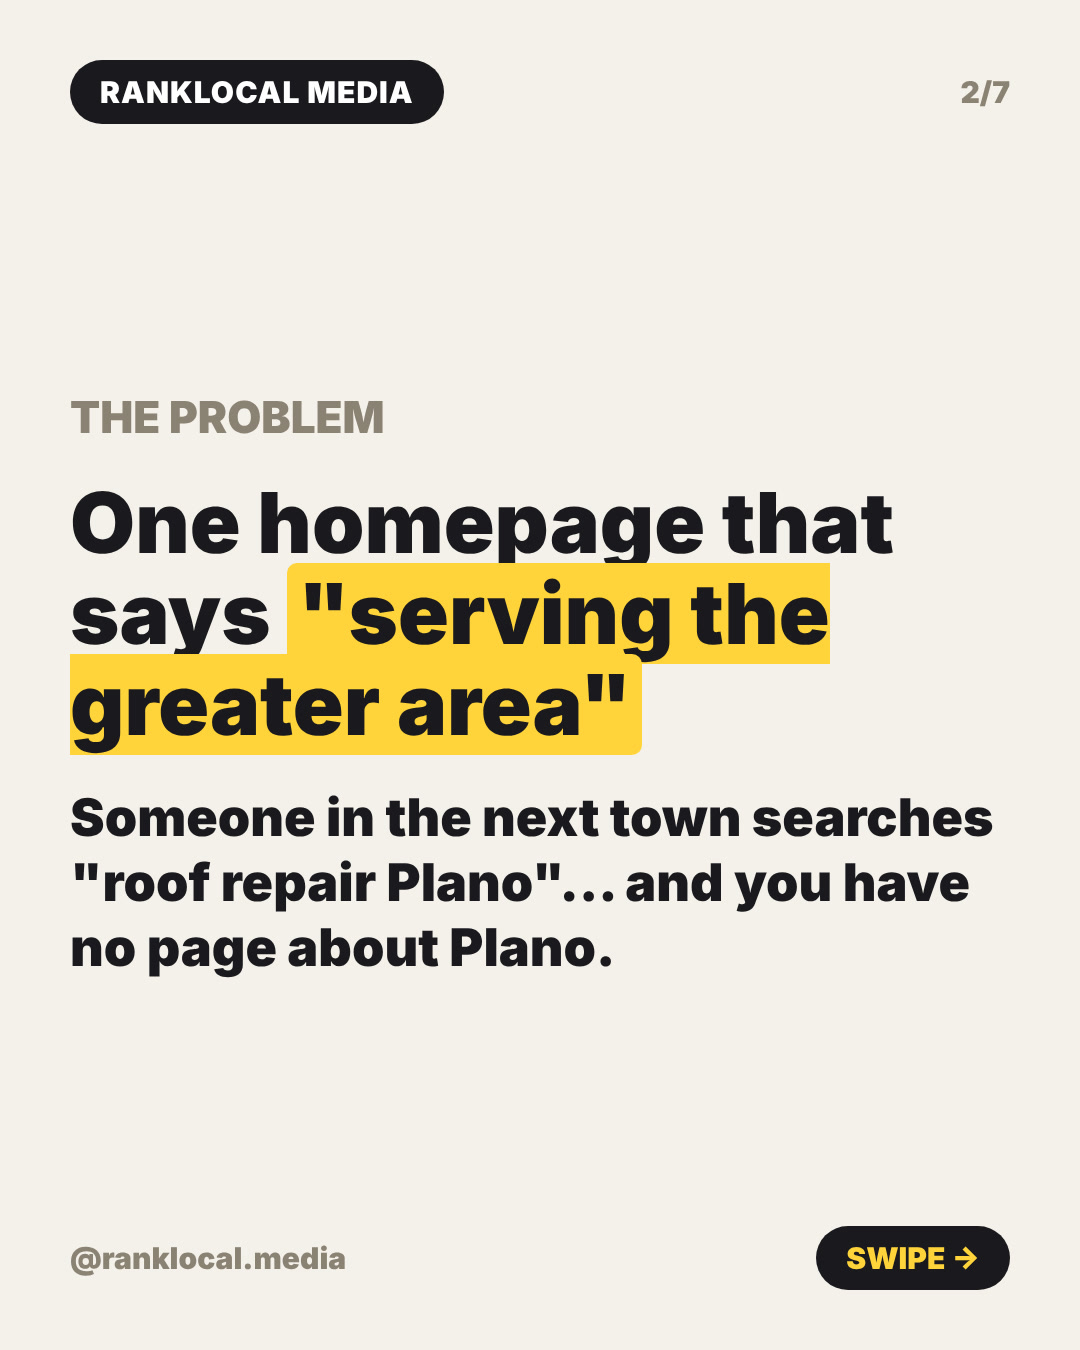 RANKLOCAL MEDIA
2/7
THE PROBLEM
One homepage that
says "serving the
greater area"
Someone in the next town searches
"roof repair Plano"... and you have
no page about Plano.
@ranklocal.media
SWIPE →